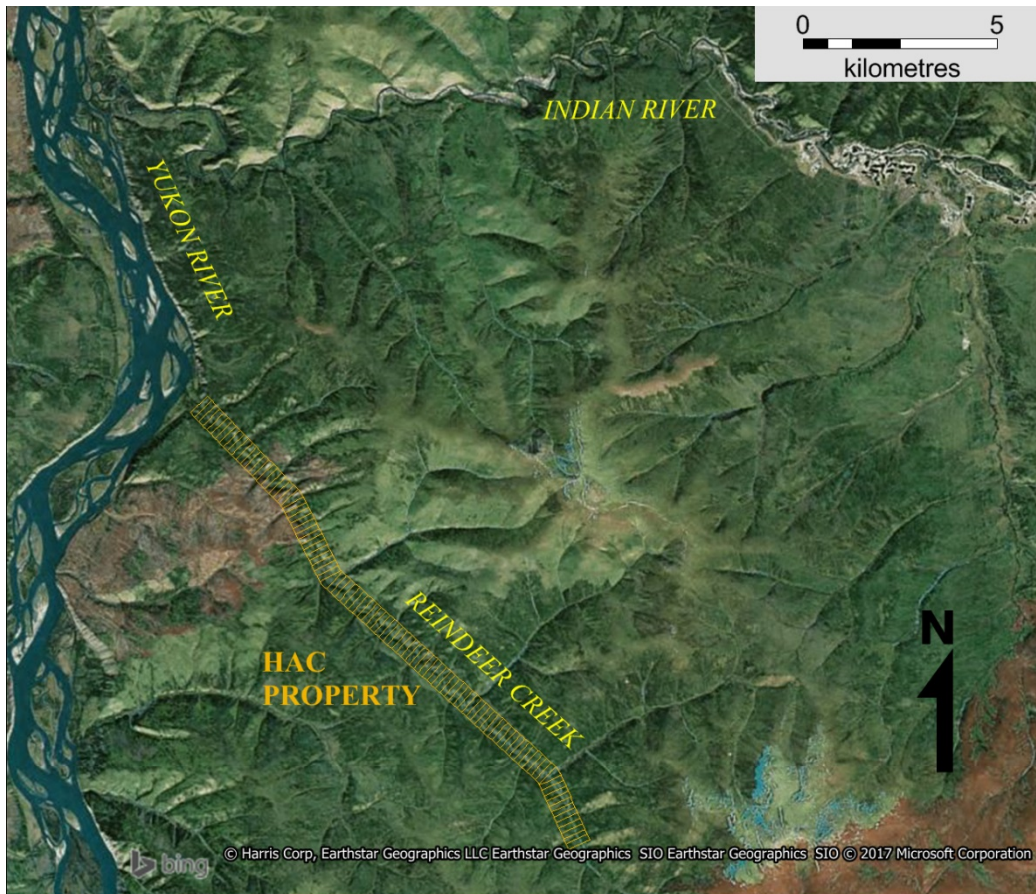 0 5
kilometres
INDIAN RIVER
YUKON RIVER
REINDEER CREEK
HAC
PROPERTY
N
bing
© Harris Corp, Earthstar Geographics LLC Earthstar Geographics SIO Earthstar Geographics SIO © 2017 Microsoft Corporation